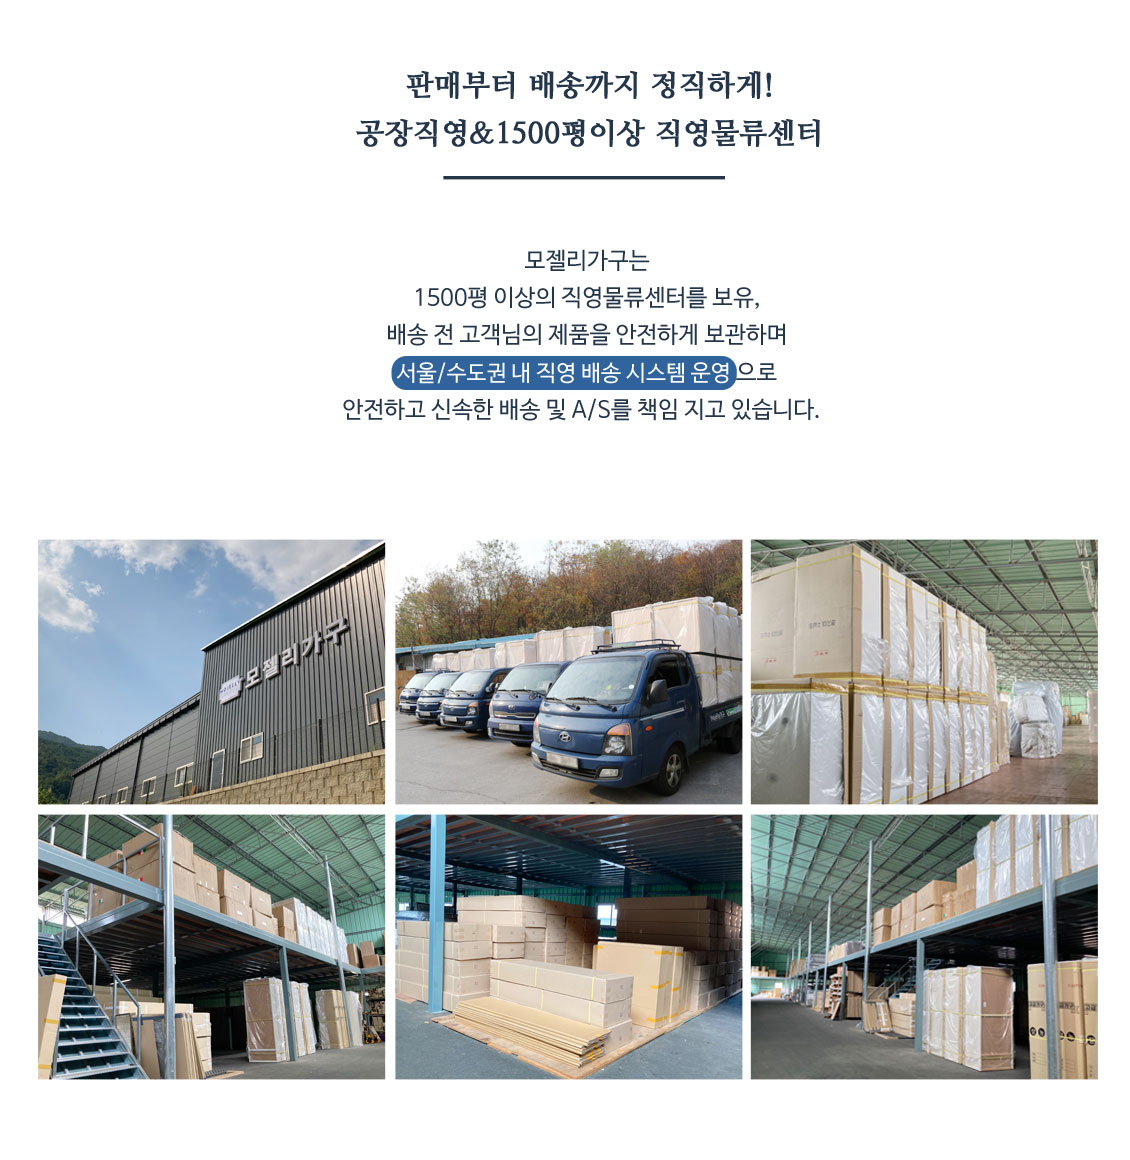 판매부터 배송까지 정직하게!
공장직영&1500평이상 직영물류센터
모젤리가구는
1500평 이상의 직영물류센터를 보유,
배송 전 고객님의 제품을 안전하게 보관하며
서울/수도권 내 직영 배송 시스템 운영으로
안전하고 신속한 배송 및 A/S를 책임 지고 있습니다.
모젤리가구